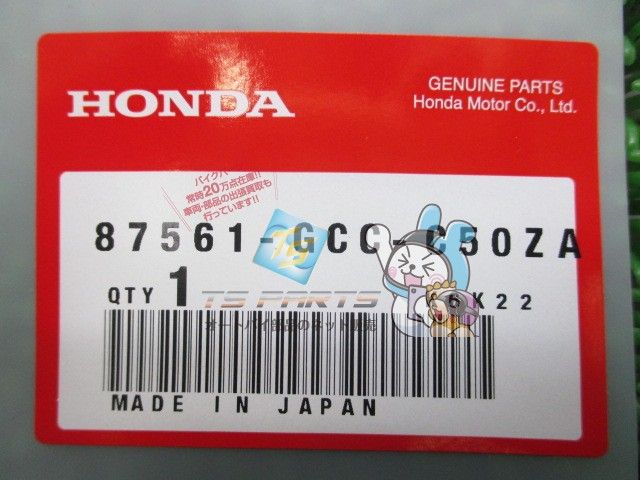 HONDA
GENUINE PARTS
Honda Motor Co., Ltd.
バイクパ
常時20万点在庫!!
車両・部品の出張買取も
行っています!!
87561-GCC-C50ZA
QTY 1
6K22
TS PARTS
オートバイ部品のネット販売
MADE IN JAPAN